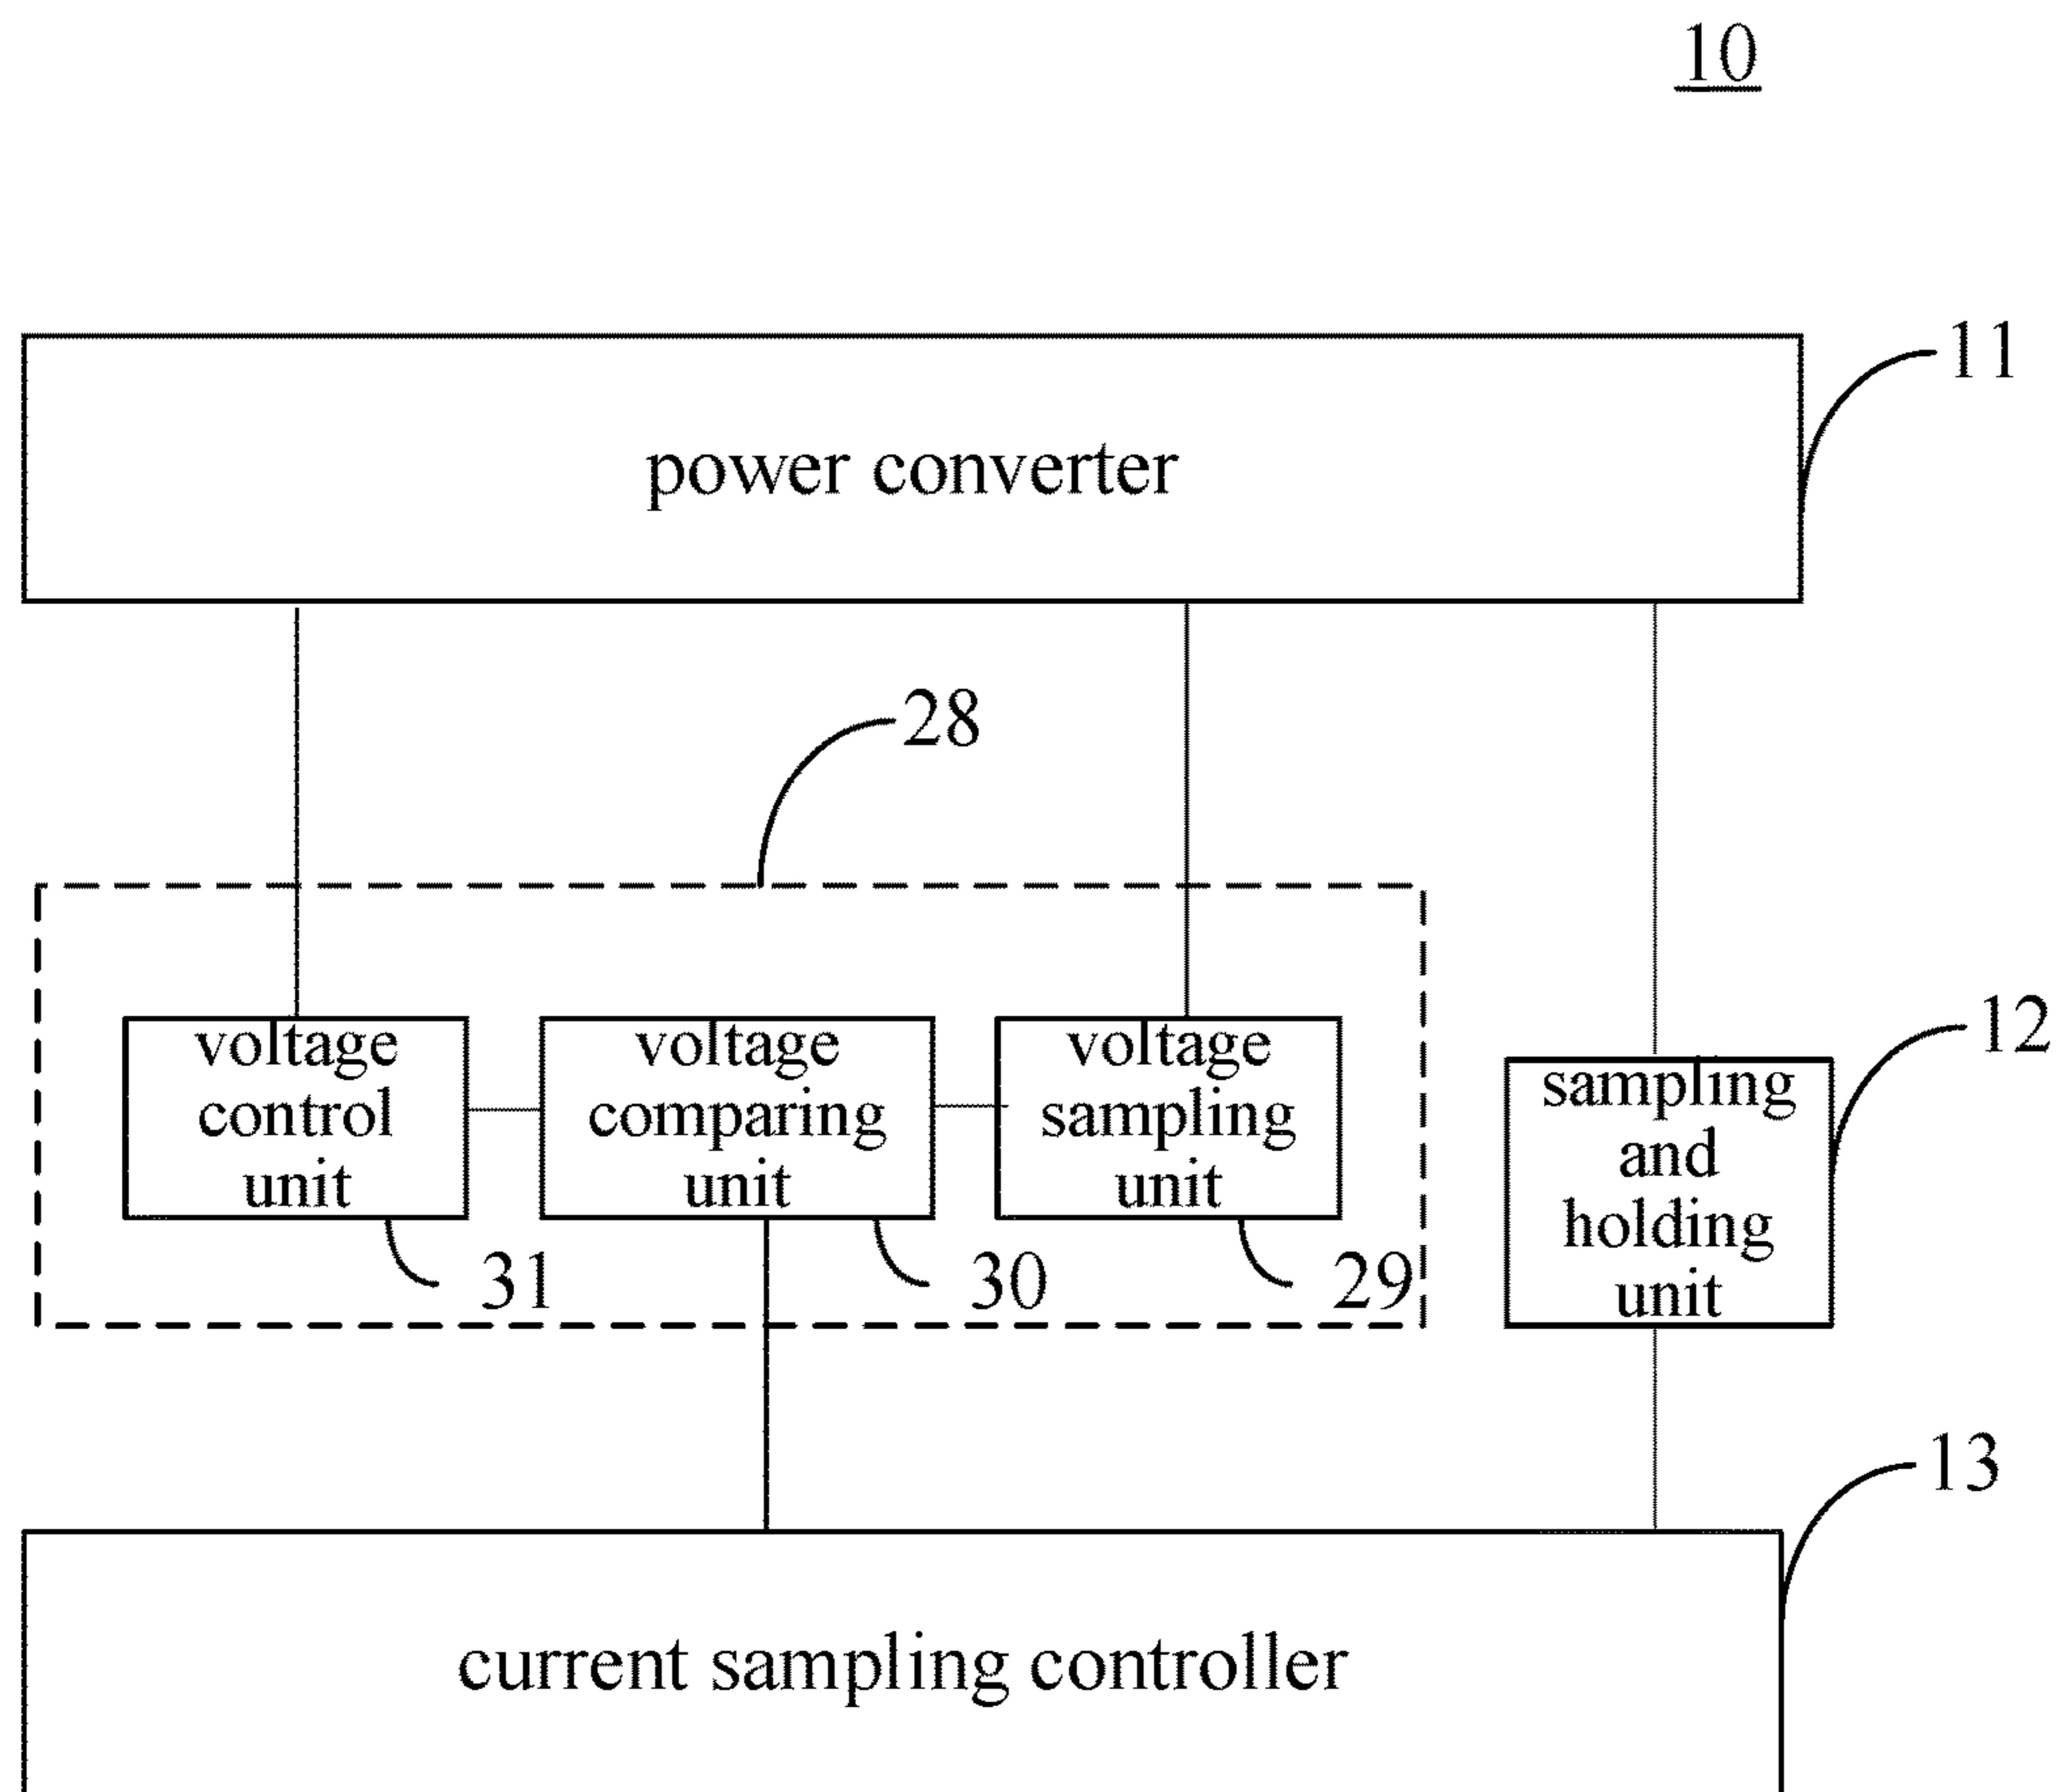 10
11
power converter
28
voltage
control
unit
voltage
comparing
unit
voltage
sampling
unit
12
sampling
and
holding
unit
31
30
29
13
current sampling controller